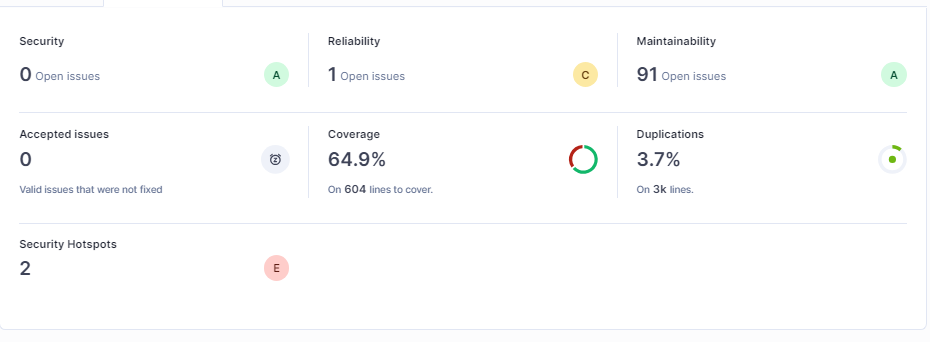 Security
0 Open issues
A
Reliability
1 Open issues
C
Maintainability
91 Open issues
A
Accepted issues
0
Valid issues that were not fixed
Coverage
64.9%
On 604 lines to cover.
Duplications
3.7%
On 3k lines.
Security Hotspots
2
E